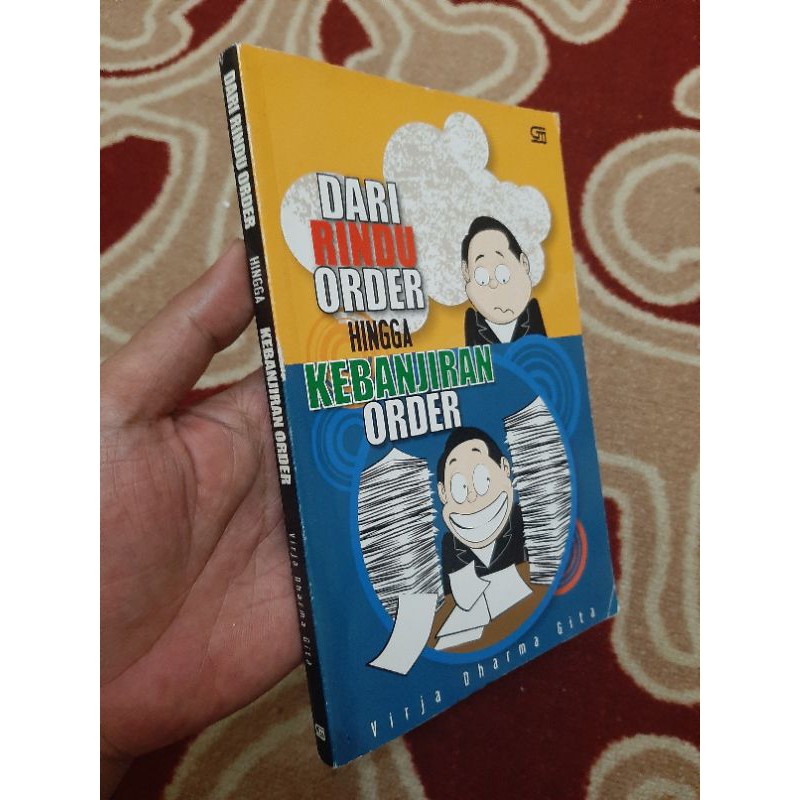 DARI RINDU ORDER
HINGGA
KEBANJIRAN ORDER
Virja Dharma Gita
DARI
RINDU
ORDER
HINGGA
KEBANJIRAN
ORDER
Virja Dharma Gita